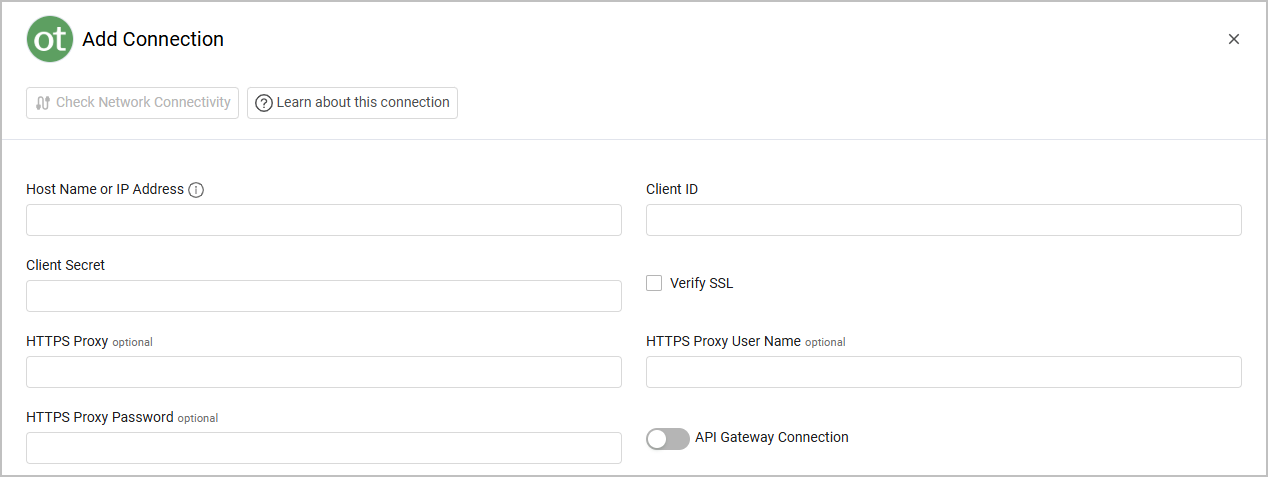 ot Add Connection
Check Network Connectivity Learn about this connection
Host Name or IP Address Client ID
Client Secret
Verify SSL
HTTPS Proxy optional HTTPS Proxy User Name optional
HTTPS Proxy Password optional
API Gateway Connection